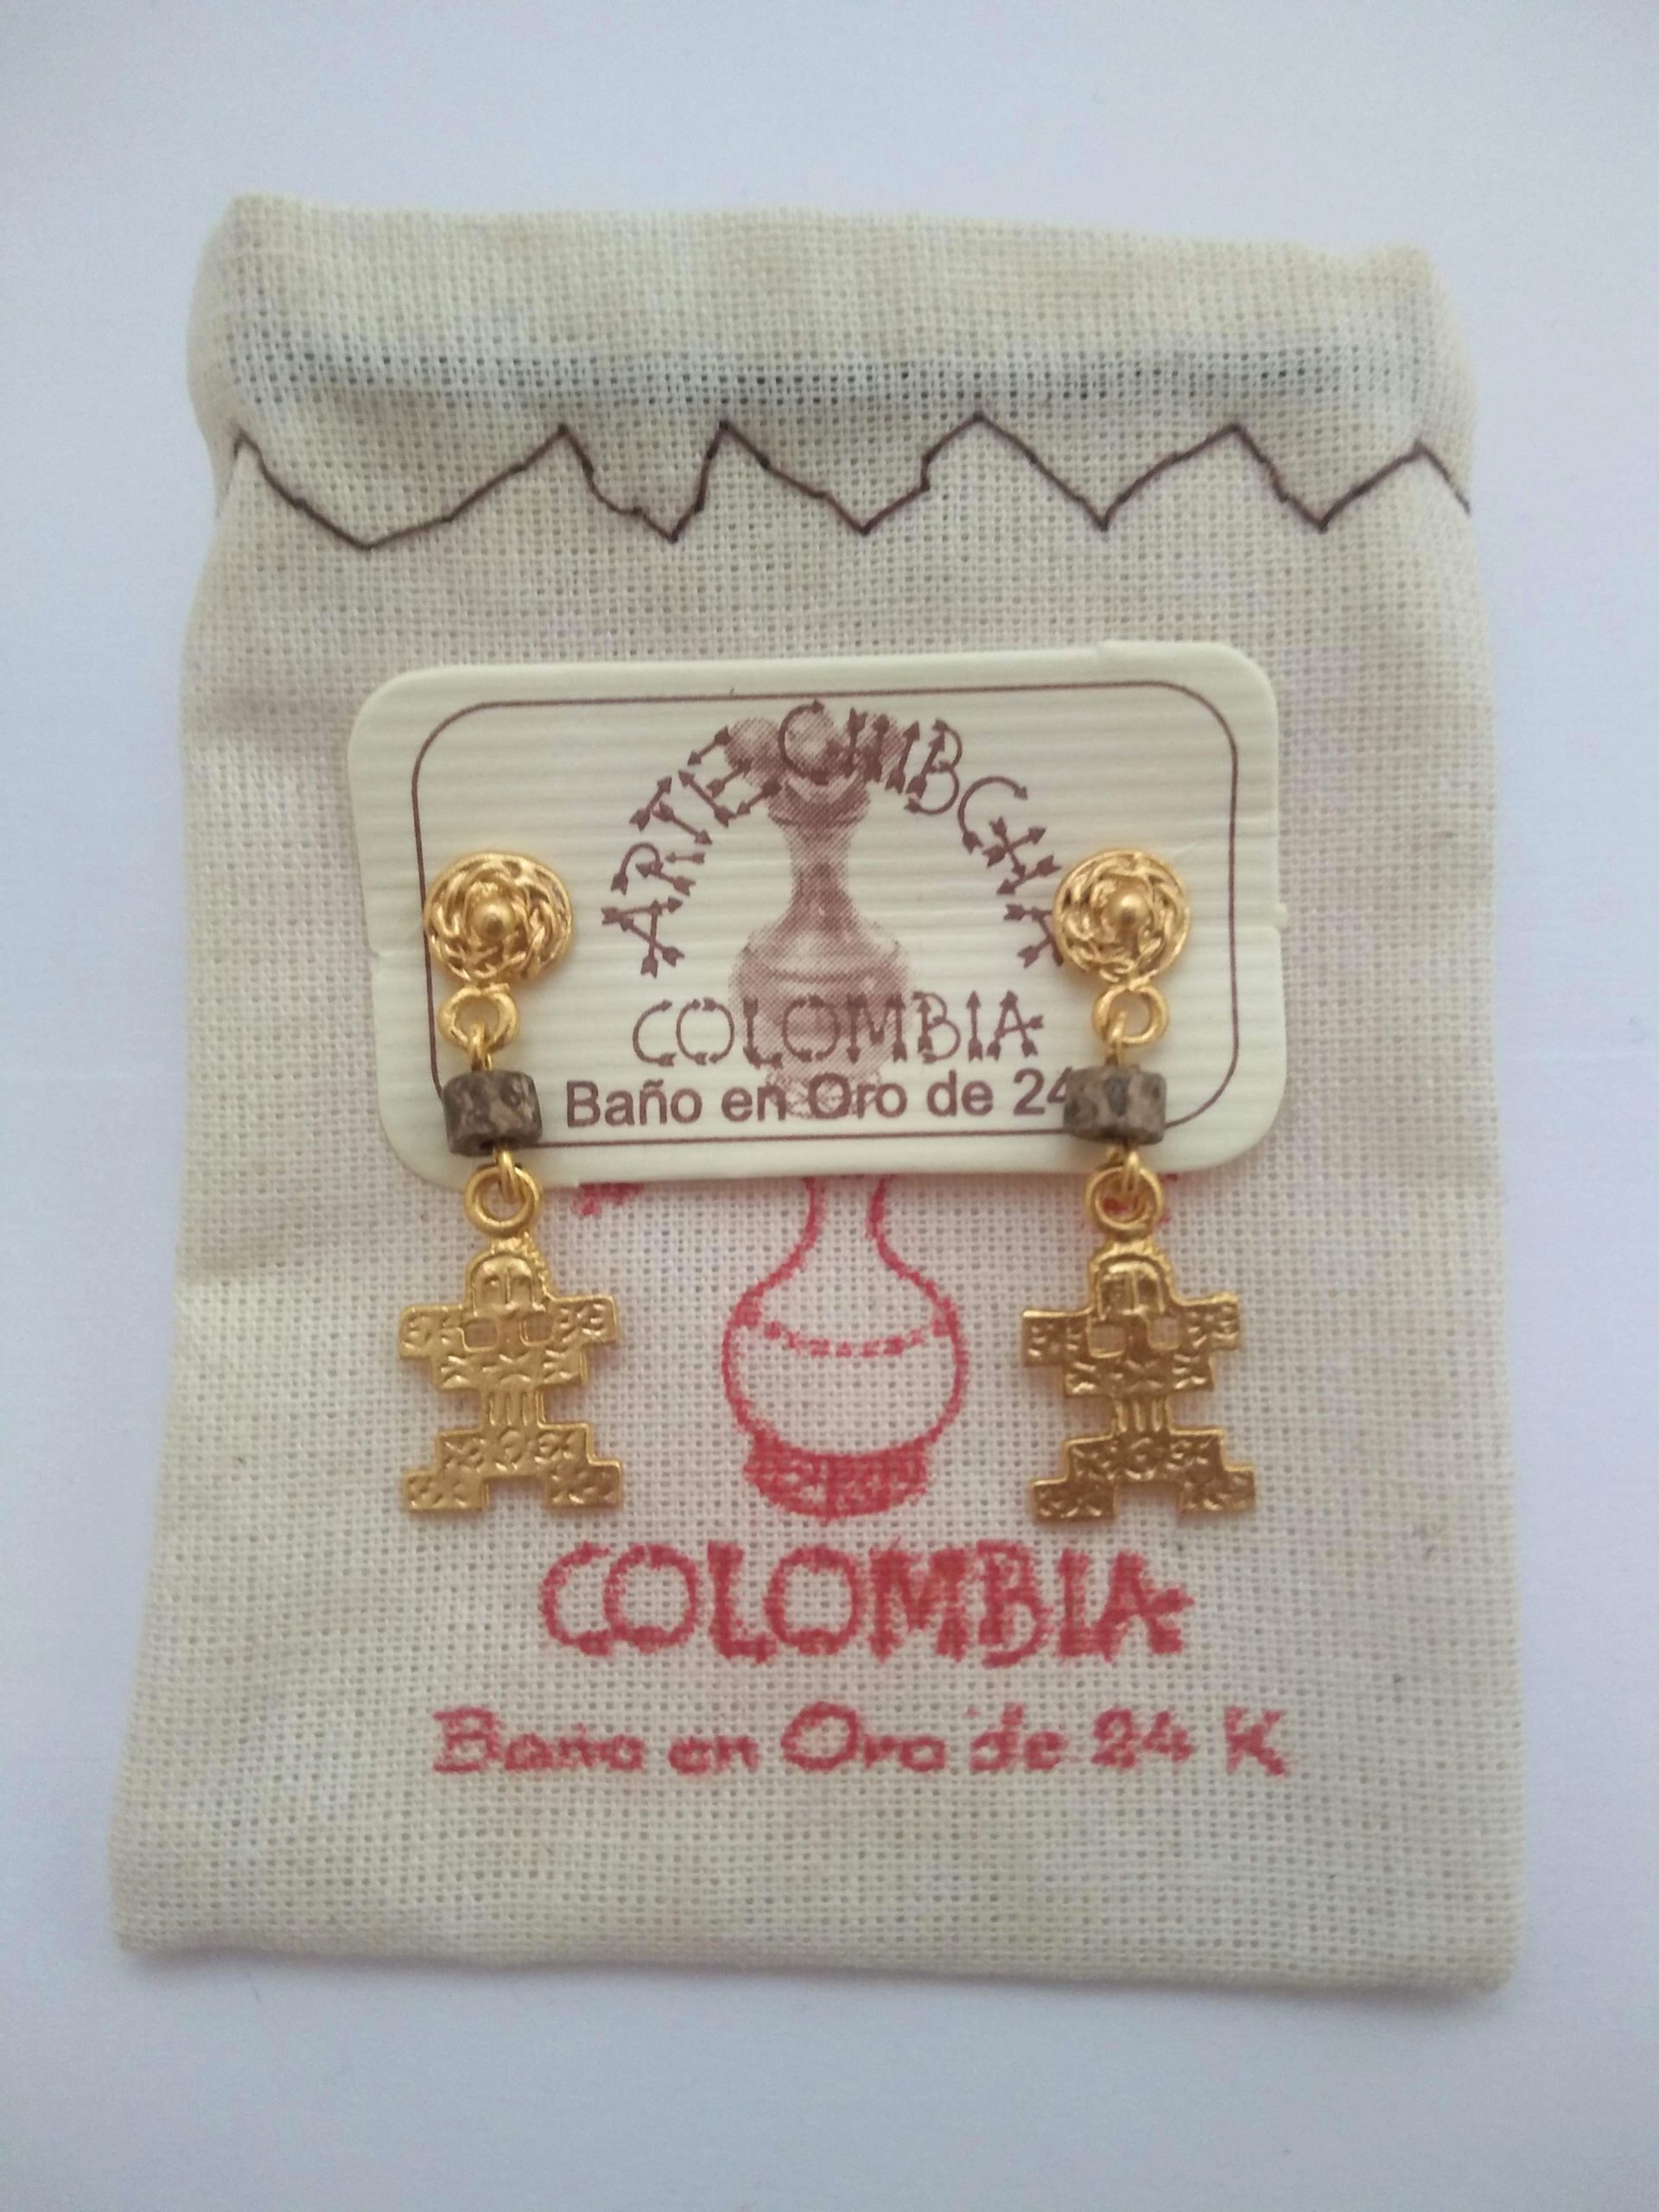 ARTE CHIBCHA
COLOMBIA
Baño en Oro de 24
COLOMBIA
Baño en Oro de 24 K